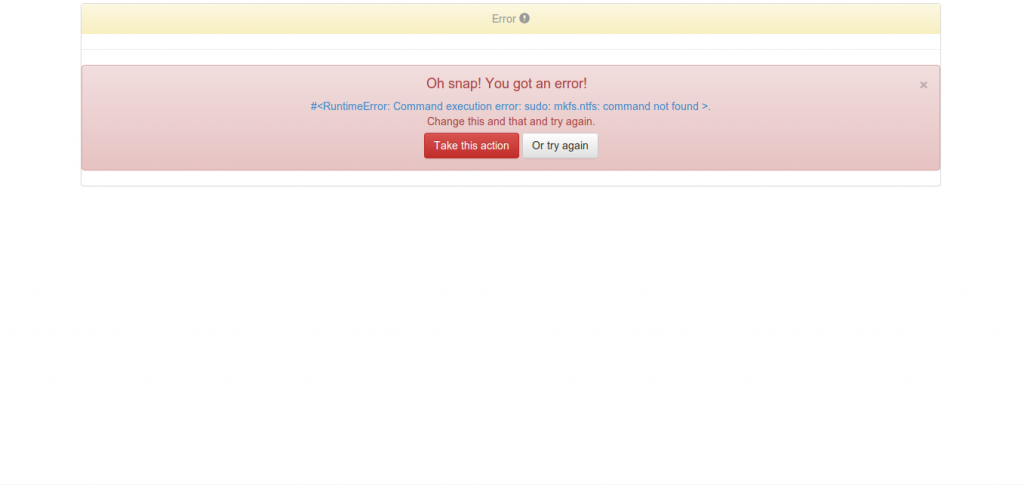 Error
Oh snap! You got an error!
#<RuntimeError: Command execution error: sudo: mkfs.ntfs: command not found >.
Change this and that and try again.
Take this action Or try again